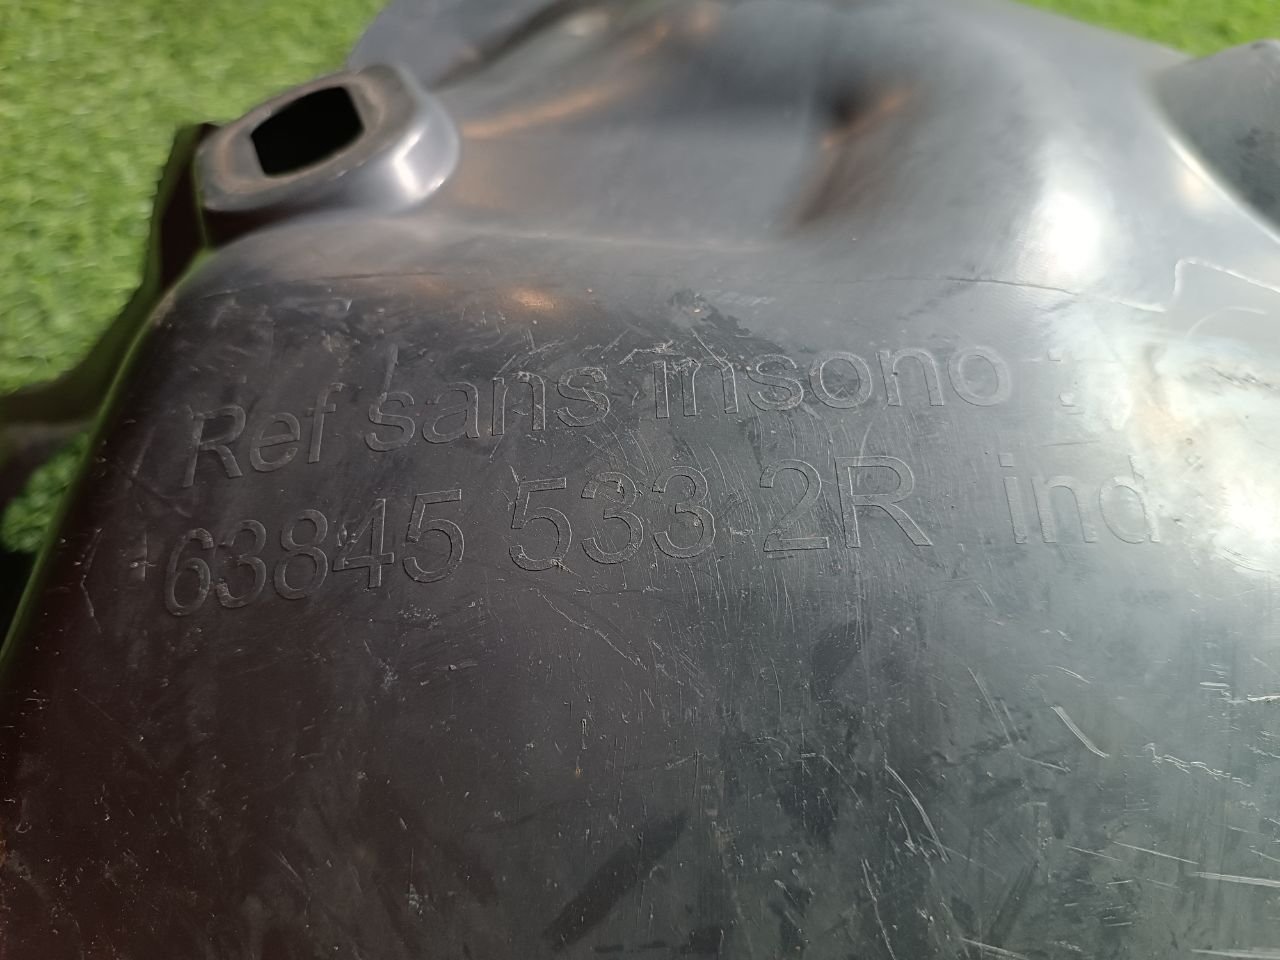 Ref sans insono :
63845 533 2R ind